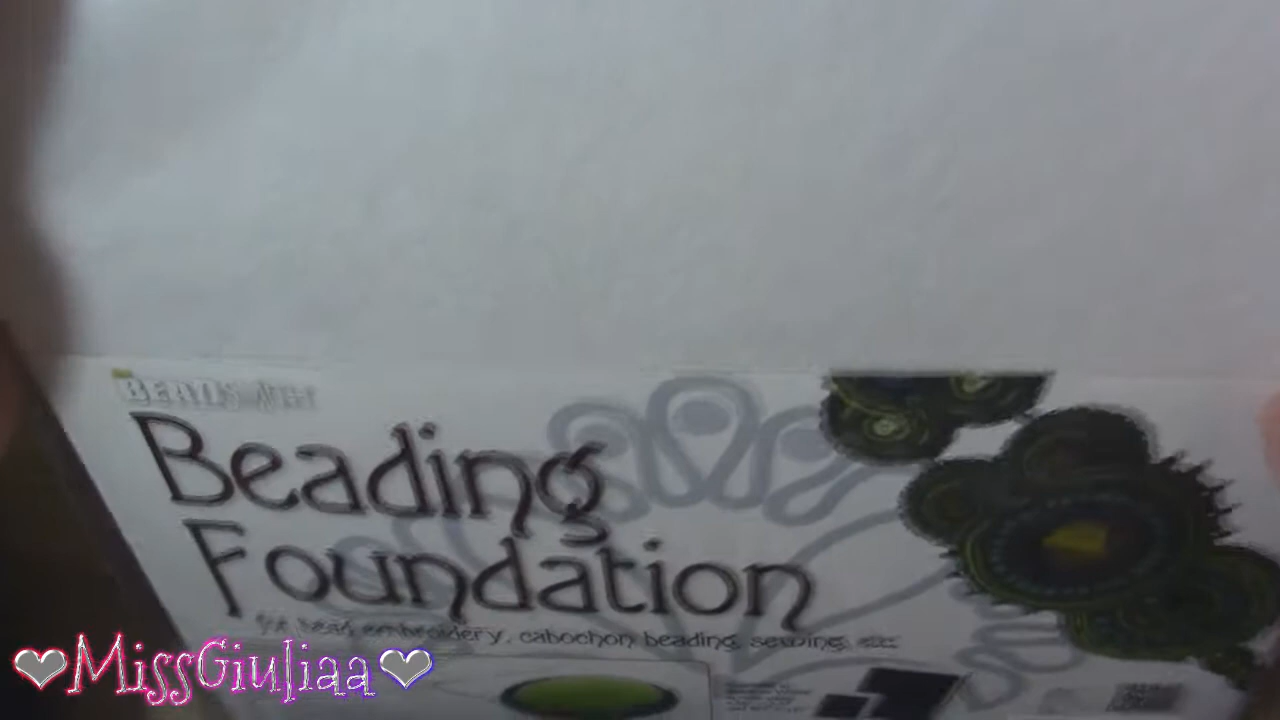 BEADSmith
Beading
Foundation
for bead embroidery, cabochon beading, sewing, etc.
MissGiuliaa